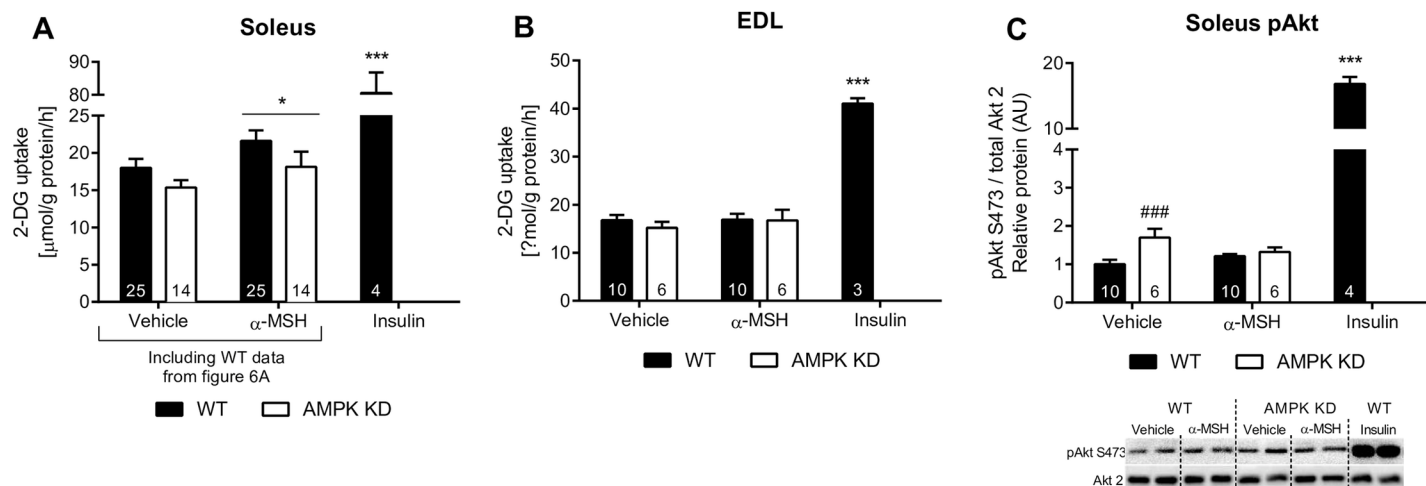 A
Soleus
2-DG uptake
[μmol/g protein/h]
90
80
25
20
15
10
5
0
***
*
25
14
25
14
4
Vehicle
α-MSH
Insulin
Including WT data
from figure 6A
WT
AMPK KD
B
EDL
2-DG uptake
[?mol/g protein/h]
50
40
30
20
10
0
***
10
6
10
6
3
Vehicle
α-MSH
Insulin
WT
AMPK KD
C
Soleus pAkt
pAkt S473 / total Akt 2
Relative protein (AU)
20
10
4
3
2
1
0
###
***
10
6
10
6
4
Vehicle
α-MSH
Insulin
WT
AMPK KD
WT
AMPK KD
WT
Vehicle
α-MSH
Vehicle
α-MSH
Insulin
pAkt S473
Akt 2